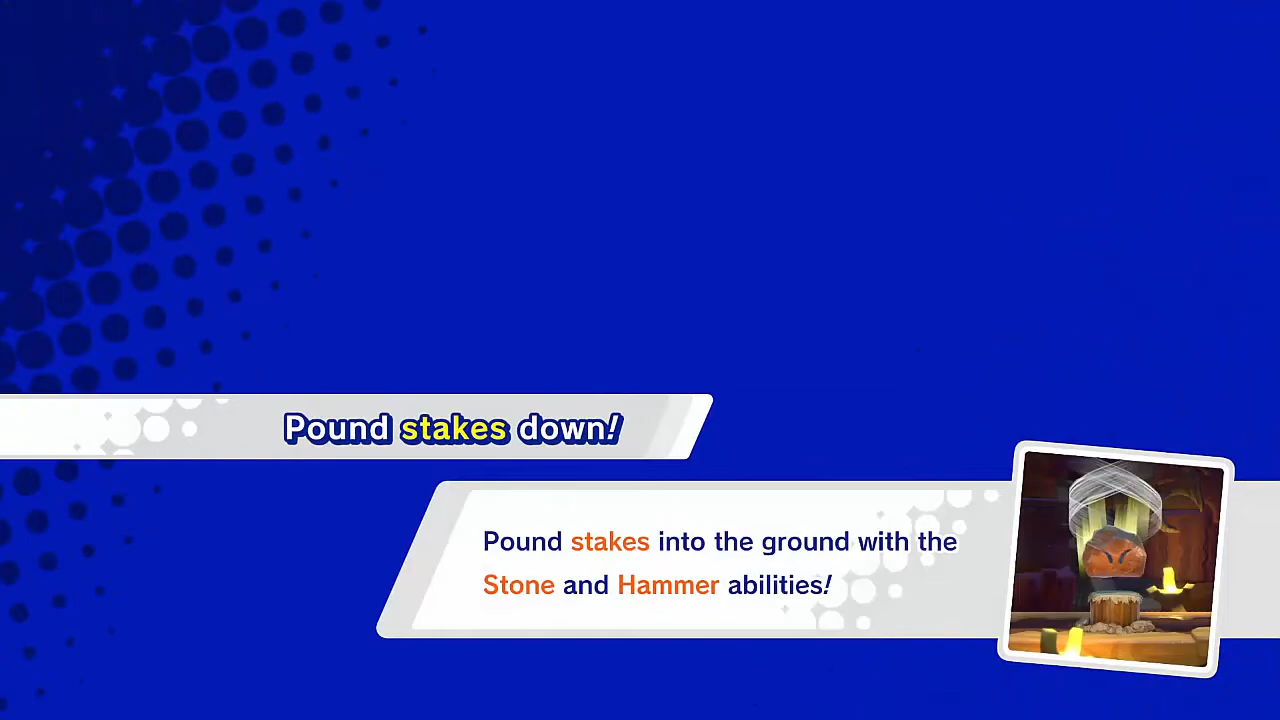 Pound stakes down!
Pound stakes into the ground with the
Stone and Hammer abilities!